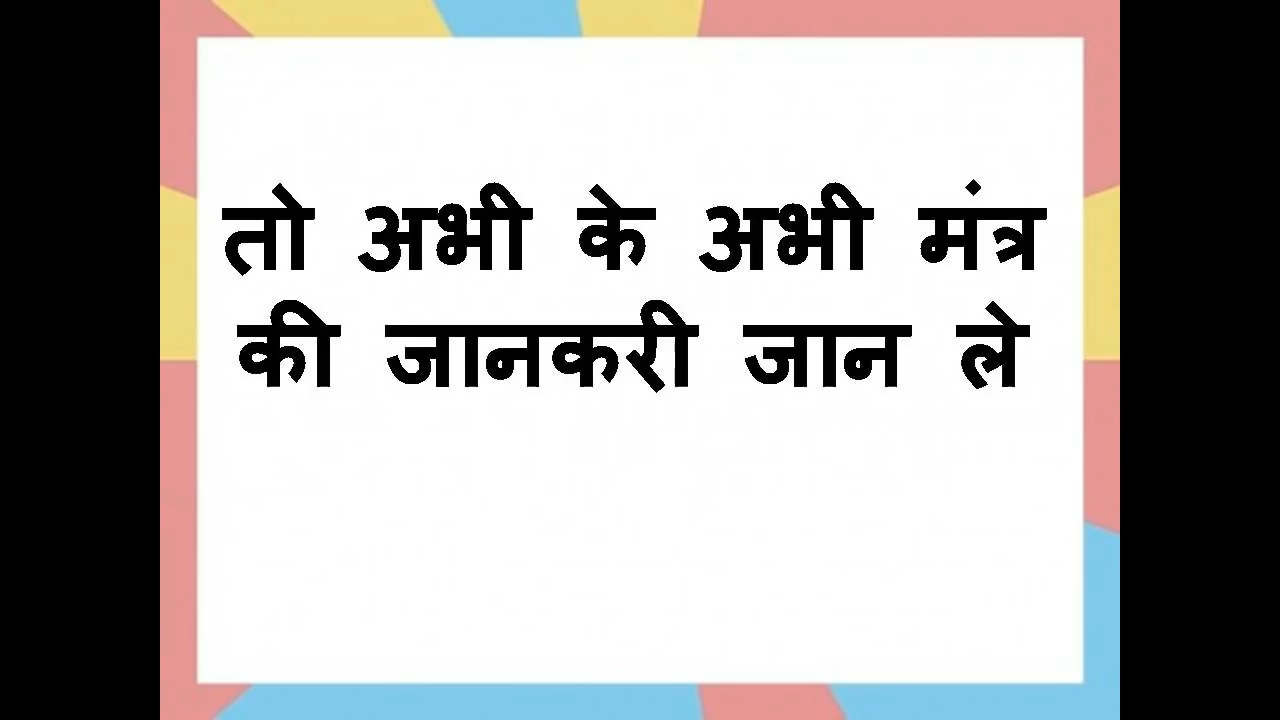 तो अभी के अभी मंत्र
की जानकरी जान ले